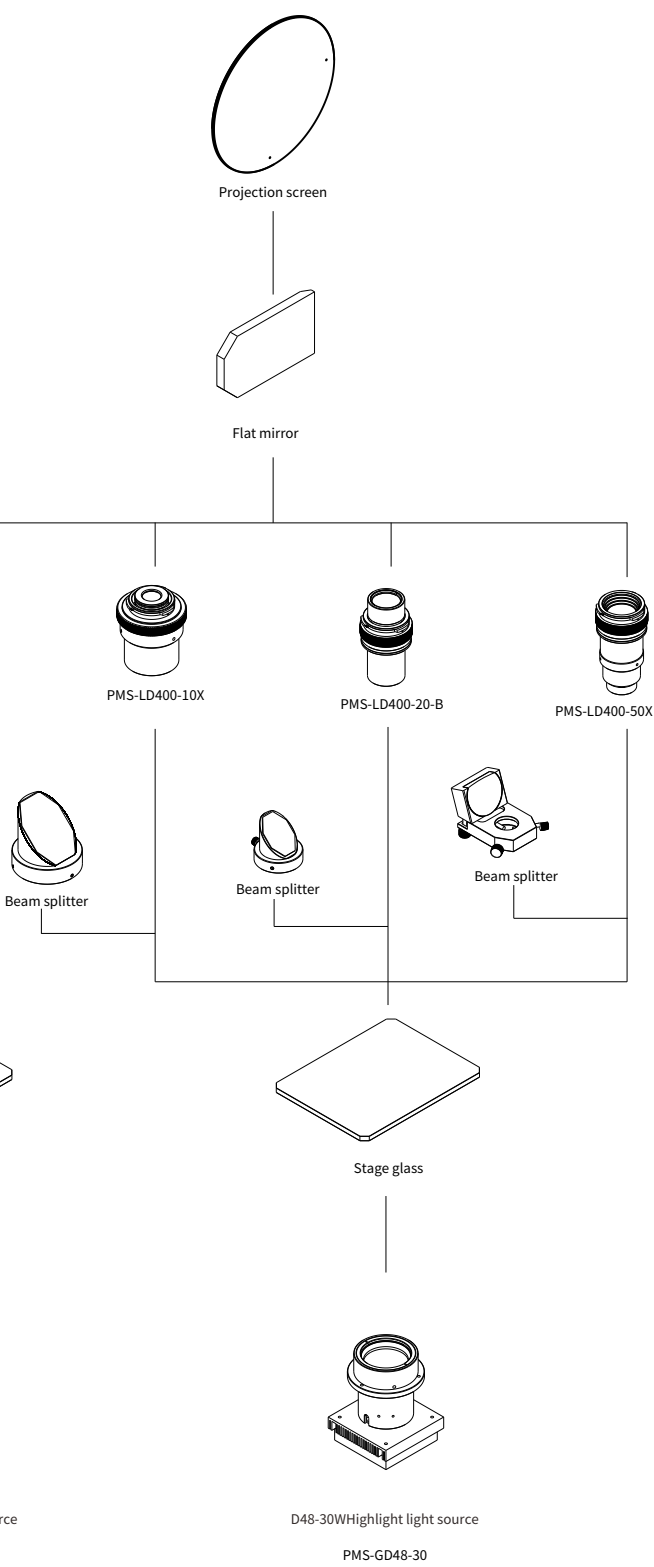 Projection screen
Flat mirror
PMS-LD400-10X
PMS-LD400-20-B
PMS-LD400-50X
Beam splitter
Beam splitter
Beam splitter
Stage glass
rce
D48-30WHighlight light source
PMS-GD48-30